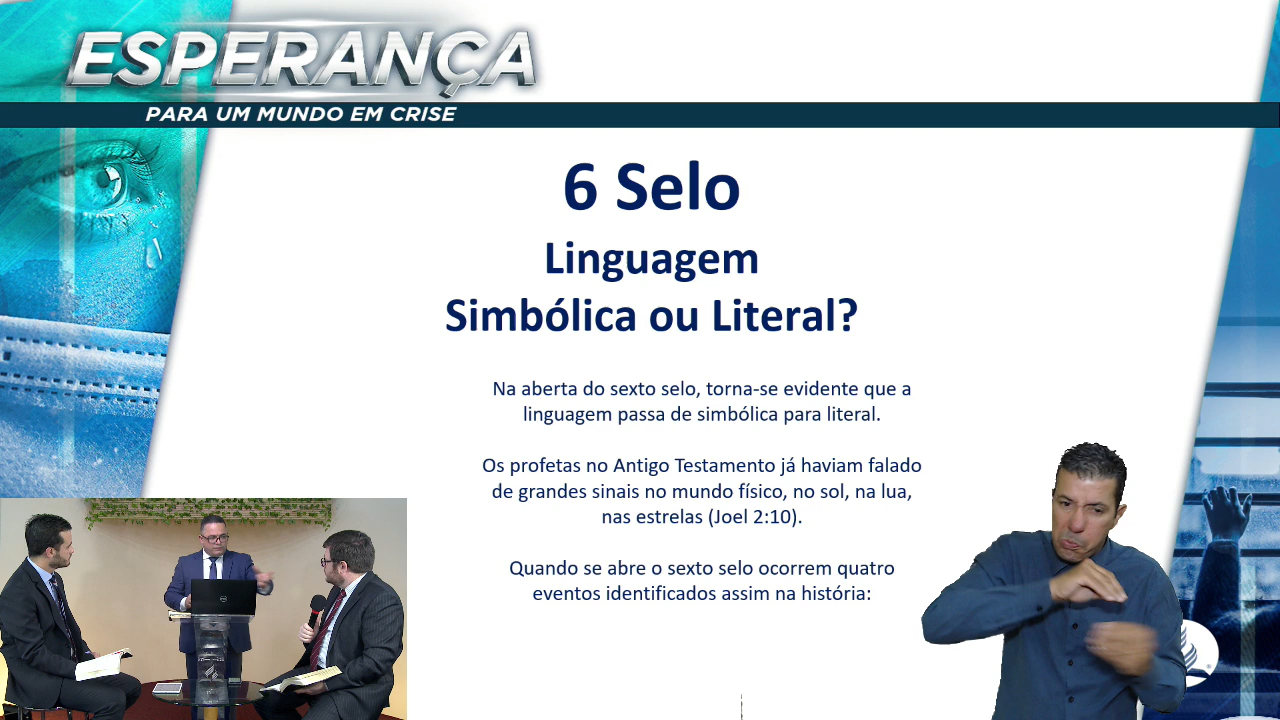 ESPERANÇA
PARA UM MUNDO EM CRISE
6 Selo
Linguagem
Simbólica ou Literal?
Na aberta do sexto selo, torna-se evidente que a
linguagem passa de simbólica para literal.
Os profetas no Antigo Testamento já haviam falado
de grandes sinais no mundo físico, no sol, na lua,
nas estrelas (Joel 2:10).
Quando se abre o sexto selo ocorrem quatro
eventos identificados assim na história: